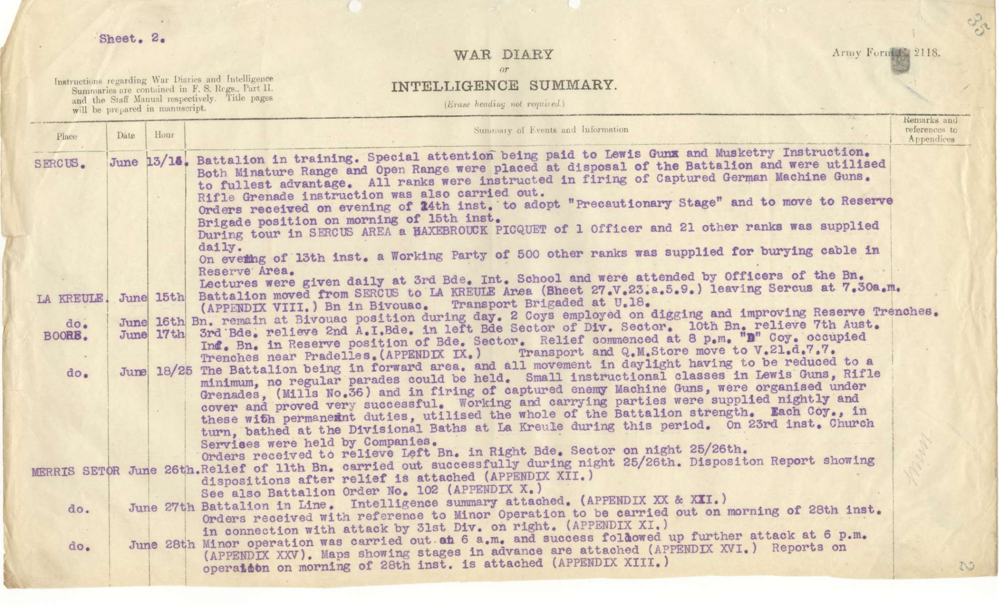 35
Sheet. 2.
WAR DIARY
Army Form C. 2118.
or
Instructions regarding War Diaries and Intelligence
Summaries are contained in F. S. Regs., Part II.
and the Staff Manual respectively. Title pages
will be prepared in manuscript.
INTELLIGENCE SUMMARY.
(Erase heading not required.)
Place Date Hour Summary of Events and Information Remarks and references to Appendices
SERCUS. June 13/14. Battalion in training. Special attention being paid to Lewis Guns and Musketry Instruction.
Both Minature Range and Open Range were placed at disposal of the Battalion and were utilised
to fullest advantage. All ranks were instructed in firing of Captured German Machine Guns.
Rifle Grenade instruction was also carried out.
Orders received on evening of 14th inst. to adopt "Precautionary Stage" and to move to Reserve
Brigade position on morning of 15th inst.
During tour in SERCUS AREA a HAXEBROUCK PICQUET of 1 Officer and 21 other ranks was supplied
daily.
On evening of 13th inst. a Working Party of 500 other ranks was supplied for burying cable in
Reserve Area.
Lectures were given daily at 3rd Bde. Int. School and were attended by Officers of the Bn.
LA KREULE. June 15th Battalion moved from SERCUS to LA KREULE Area (Sheet 27.V.23.a.5.9.) leaving Sercus at 7.30a.m.
(APPENDIX VIII.) Bn in Bivouac. Transport Brigaded at U.18.
do. June 16th Bn. remain at Bivouac position during day. 2 Coys employed on digging and improving Reserve Trenches.
BOORE. June 17th 3rd Bde. relieve 2nd A.I.Bde. in left Bde Sector of Div. Sector. 10th Bn. relieve 7th Aust.
Inf. Bn. in Reserve position of Bde. Sector. Relief commenced at 8 p.m. "D" Coy. occupied
Trenches near Pradelles.(APPENDIX IX.) Transport and Q.M.Store move to V.21.d.7.7.
do. June 18/25 The Battalion being in forward area. and all movement in daylight having to be reduced to a
minimum, no regular parades could be held. Small instructional classes in Lewis Guns, Rifle
Grenades, (Mills No.36) and in firing of captured enemy Machine Guns, were organised under
cover and proved very successful. Working and carrying parties were supplied nightly and
these with permanent duties, utilised the whole of the Battalion strength. Each Coy., in
turn, bathed at the Divisional Baths at La Kreule during this period. On 23rd inst. Church
Services were held by Companies.
Orders received to relieve Left Bn. in Right Bde. Sector on night 25/26th.
MERRIS SETOR June 26th. Relief of 11th Bn. carried out successfully during night 25/26th. Dispositon Report showing
dispositions after relief is attached (APPENDIX XII.)
See also Battalion Order No. 102 (APPENDIX X.)
do. June 27th Battalion in Line. Intelligence summary attached. (APPENDIX XX & XXI.)
Orders received with reference to Minor Operation to be carried out on morning of 28th inst.
in connection with attack by 31st Div. on right. (APPENDIX XI.)
do. June 28th Minor operation was carried out at 6 a.m. and success followed up further attack at 6 p.m.
(APPENDIX XXV). Maps showing stages in advance are attached (APPENDIX XVI.) Reports on
operation on morning of 28th inst. is attached (APPENDIX XIII.)
2